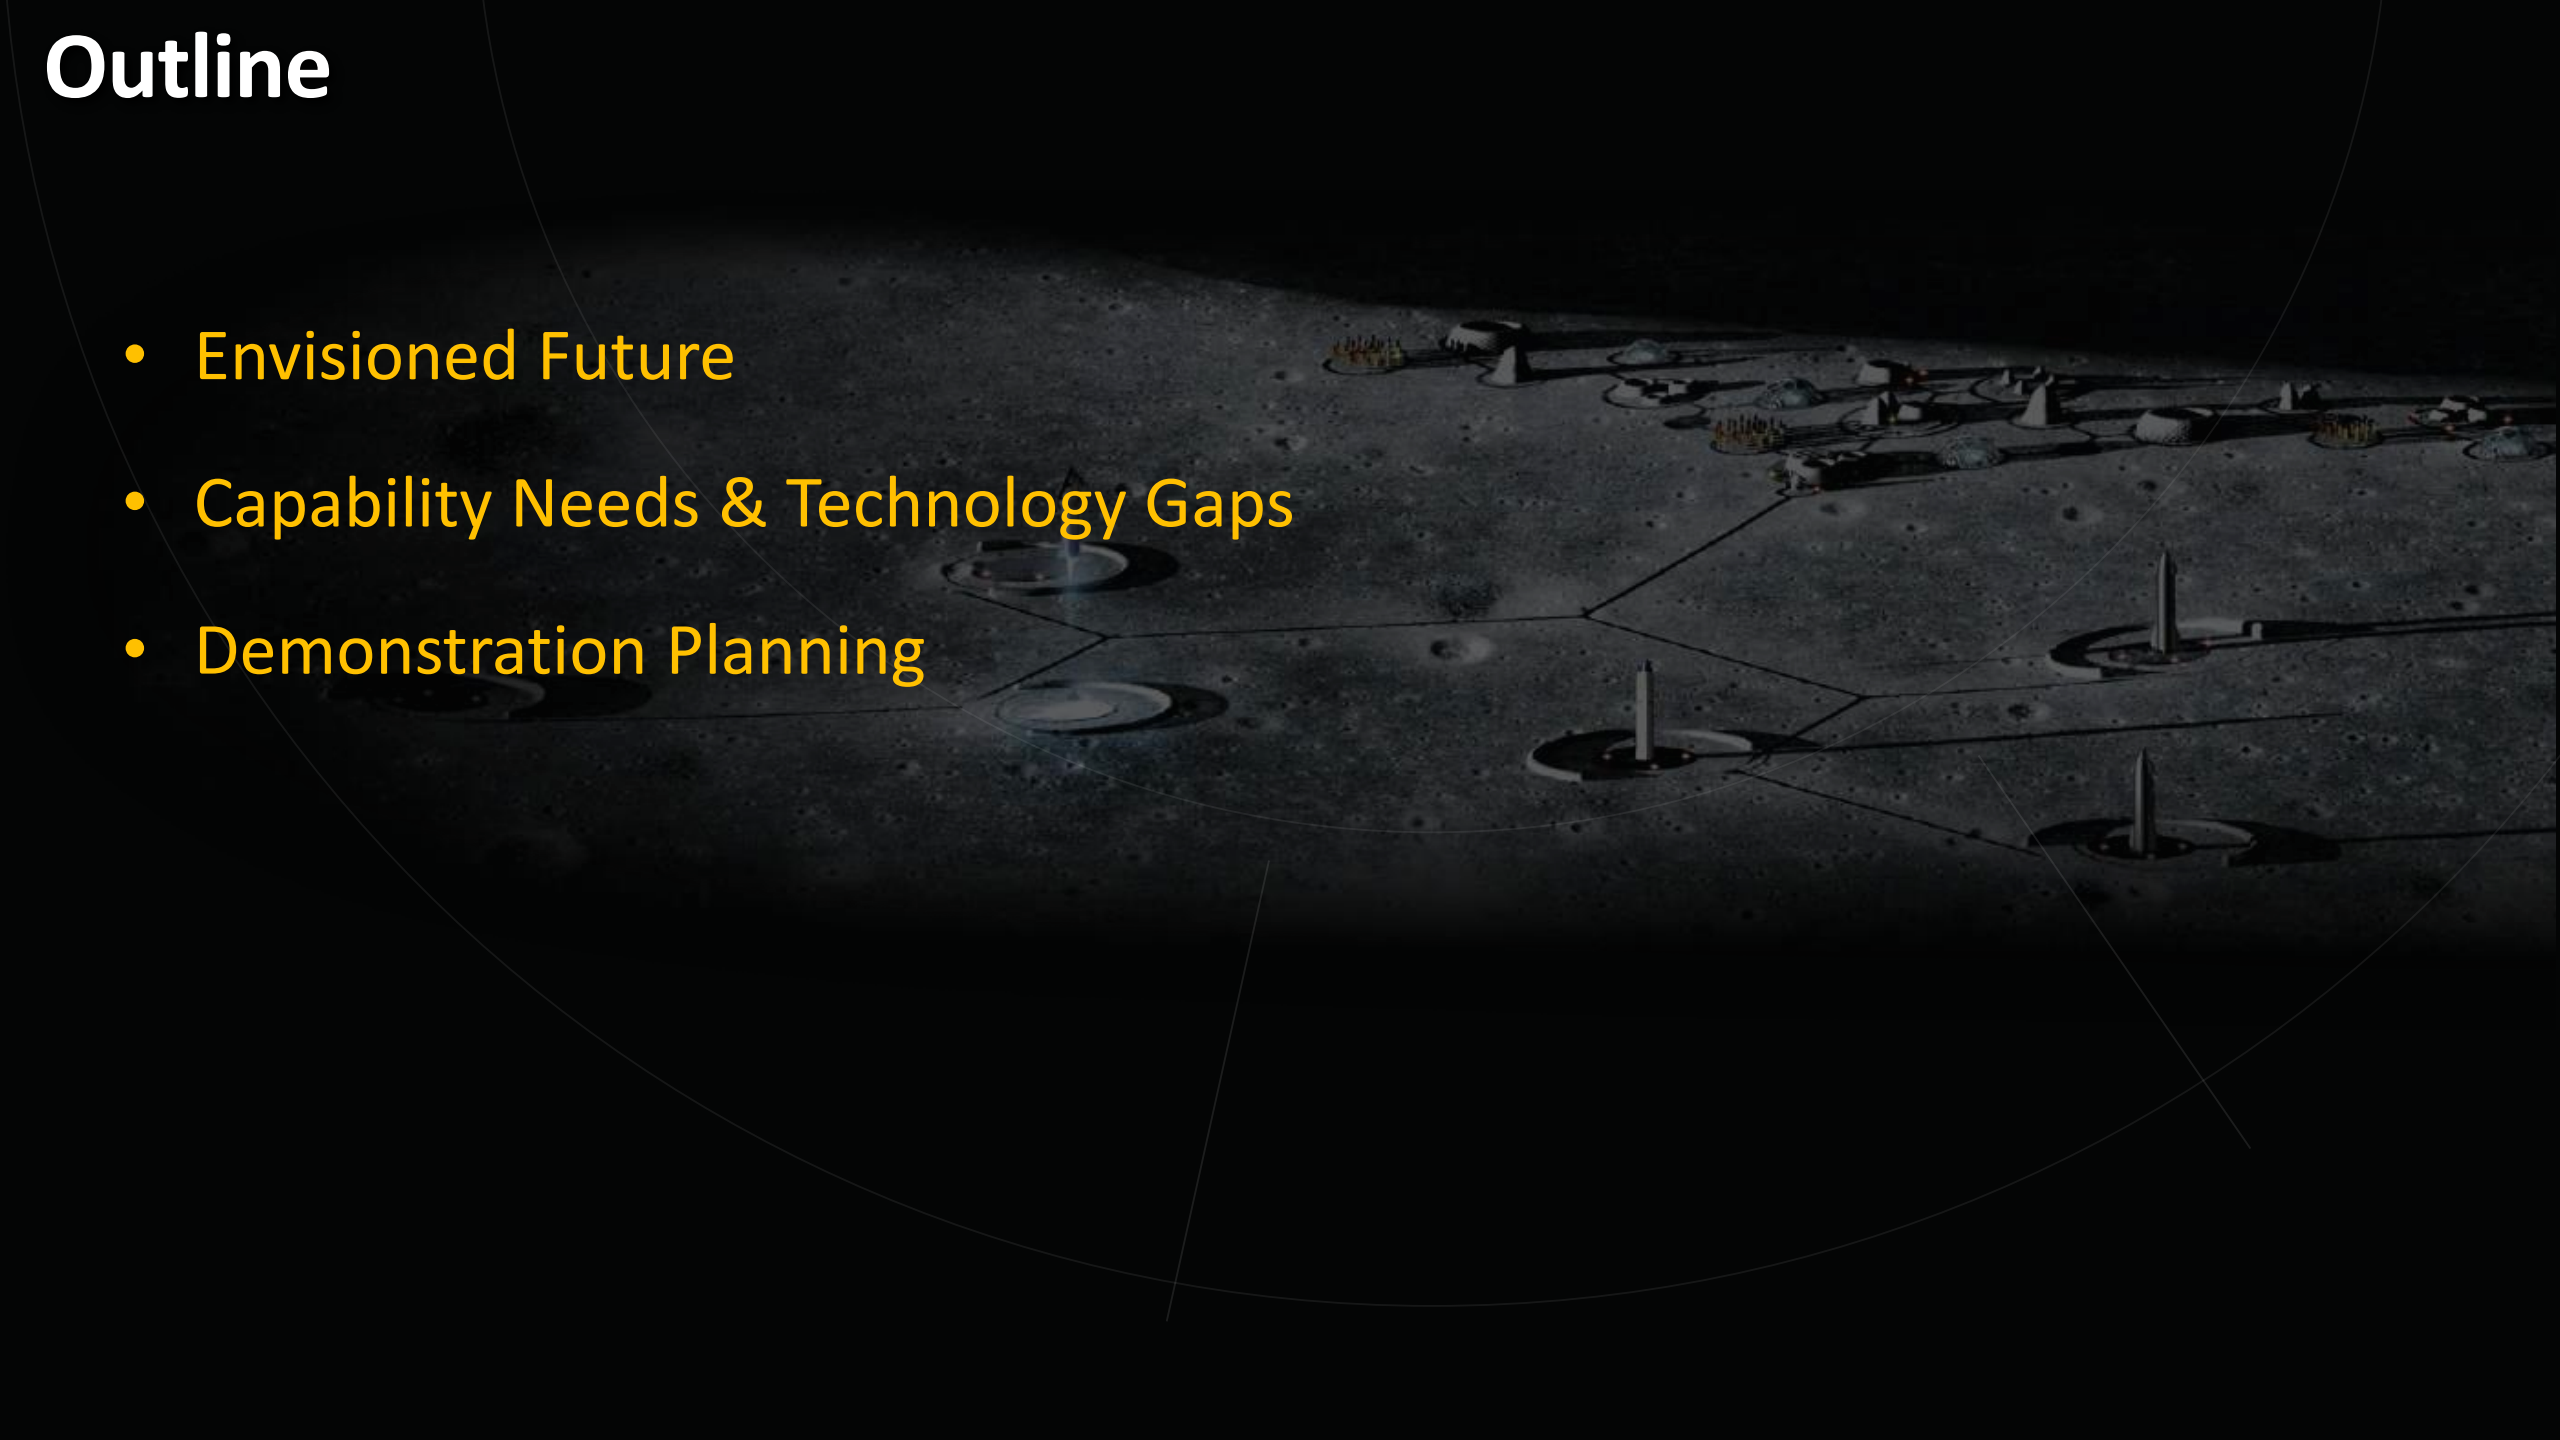 Outline
• Envisioned Future
• Capability Needs & Technology Gaps
• Demonstration Planning